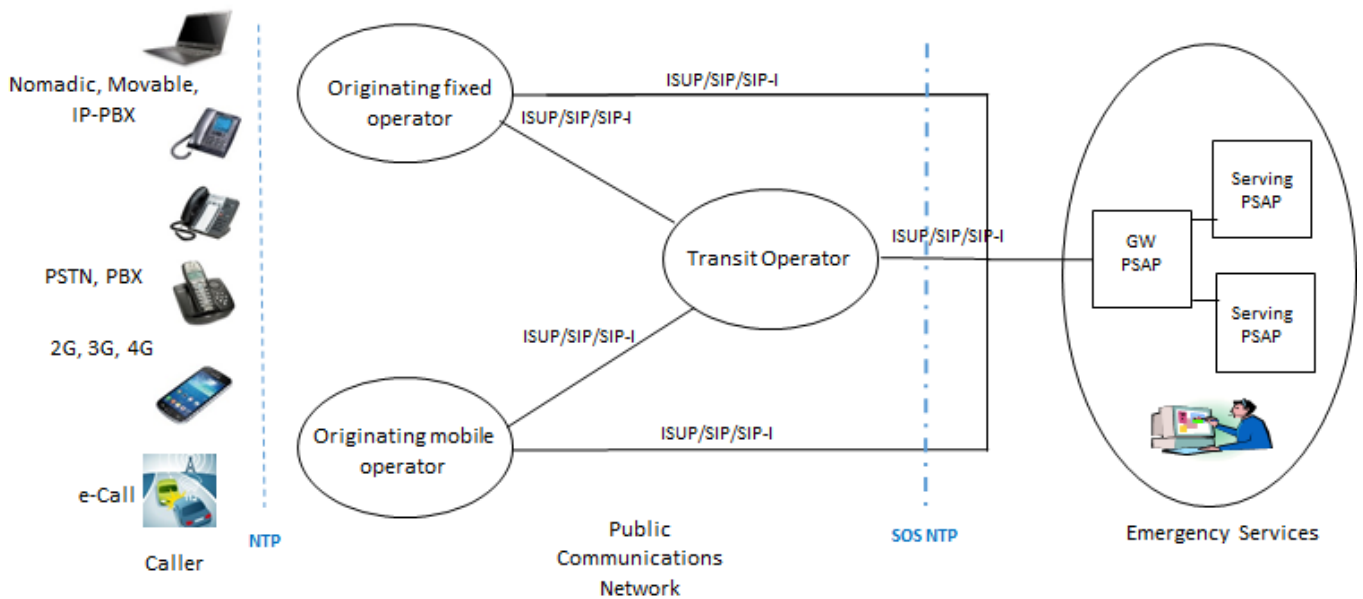 Nomadic, Movable,
IP-PBX
PSTN, PBX
2G, 3G, 4G
e-Call
Caller
NTP
Originating fixed
operator
ISUP/SIP/SIP-I
ISUP/SIP/SIP-I
Transit Operator
ISUP/SIP/SIP-I
ISUP/SIP/SIP-I
Originating mobile
operator
ISUP/SIP/SIP-I
Public
Communications
Network
SOS NTP
GW
PSAP
Serving
PSAP
Serving
PSAP
Emergency Services